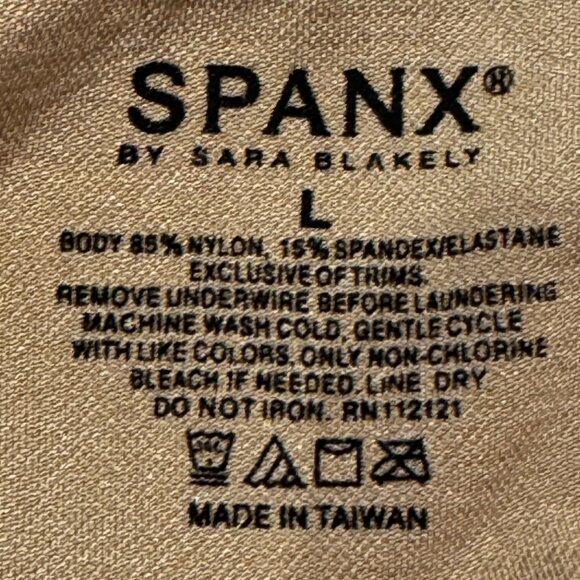 SPANX®
BY SARA BLAKELY
L
BODY 85% NYLON, 15% SPANDEX/ELASTANE
EXCLUSIVE OF TRIMS.
REMOVE UNDERWIRE BEFORE LAUNDERING
MACHINE WASH COLD, GENTLE CYCLE
WITH LIKE COLORS, ONLY NON-CHLORINE
BLEACH IF NEEDED. LINE DRY
DO NOT IRON. RN 112121
MADE IN TAIWAN